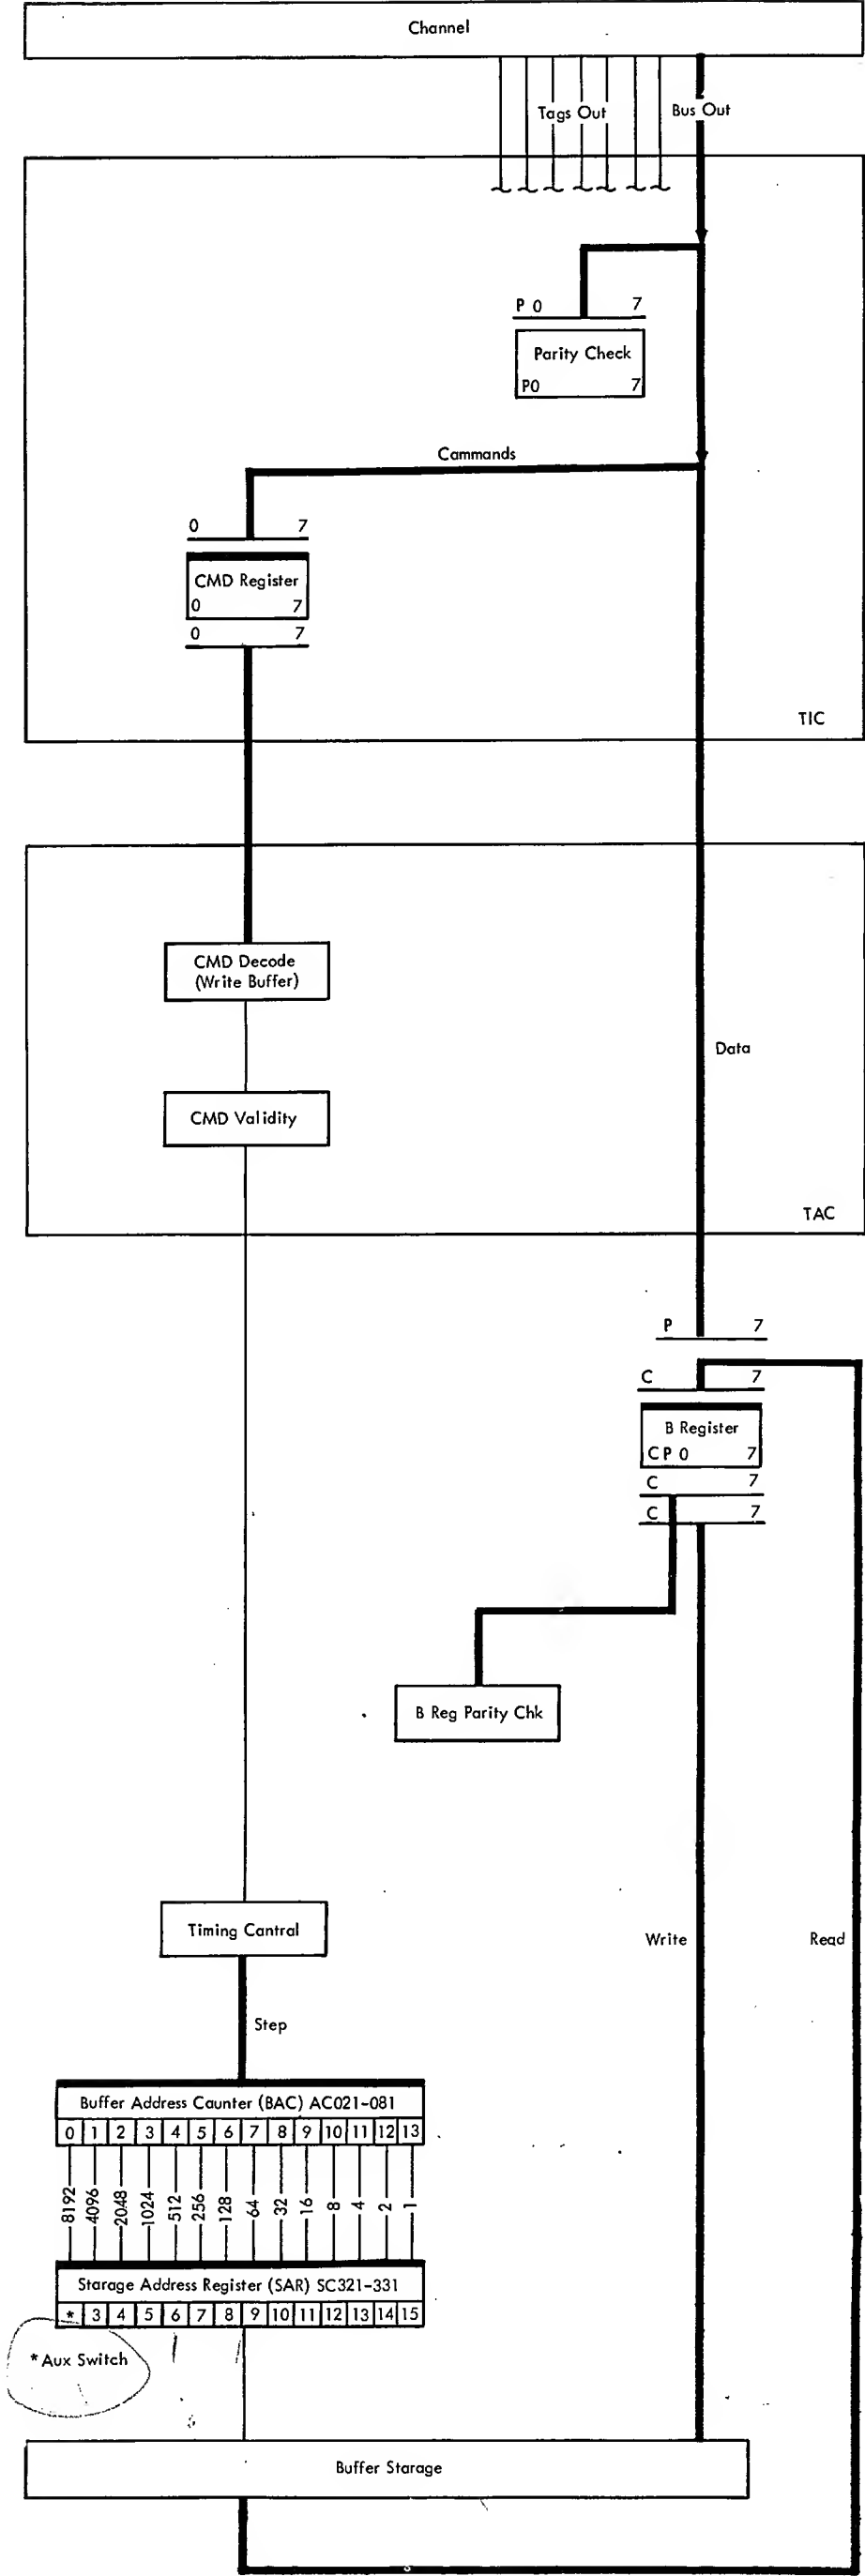 Channel
Tags Out
Bus Out
P 0 7
Parity Check
P0 7
Cammands
0 7
CMD Register
0 7
0 7
TIC
CMD Decode
(Write Buffer)
Data
CMD Validity
TAC
P 7
C 7
B Register
C P 0 7
C 7
C 7
B Reg Parity Chk
Timing Cantral
Write
Read
Step
Buffer Address Caunter (BAC) AC021-081
0 1 2 3 4 5 6 7 8 9 10 11 12 13
8192 4096 2048 1024 512 256 128 64 32 16 8 4 2 1
Starage Address Register (SAR) SC321-331
* 3 4 5 6 7 8 9 10 11 12 13 14 15
* Aux Switch
Buffer Starage